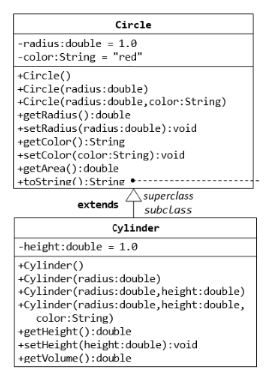 Circle
-radius:double = 1.0
-color:String = "red"
+Circle()
+Circle(radius:double)
+Circle(radius:double,color:String)
+getRadius():double
+setRadius(radius:double):void
+getColor():String
+setColor(color:String):void
+getArea():double
+toString():String
superclass
extends
subclass
Cylinder
-height:double = 1.0
+Cylinder()
+Cylinder(radius:double)
+Cylinder(radius:double,height:double)
+Cylinder(radius:double,height:double,
color:String)
+getHeight():double
+setHeight(height:double):void
+getVolume():double